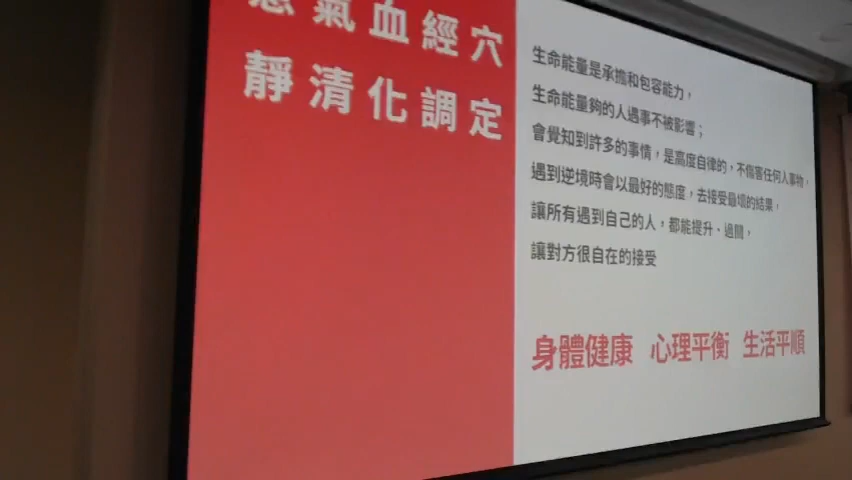 氣血經穴
靜清化調定
生命能量是承擔和包容能力，
生命能量夠的人遇事不被影響；
會覺知到許多的事情，是高度自律的，不傷害任何人事物，
遇到逆境時會以最好的態度，去接受最壞的結果，
讓所有遇到自己的人，都能提升、過關，
讓對方很自在的接受
身體健康 心理平衡 生活平順